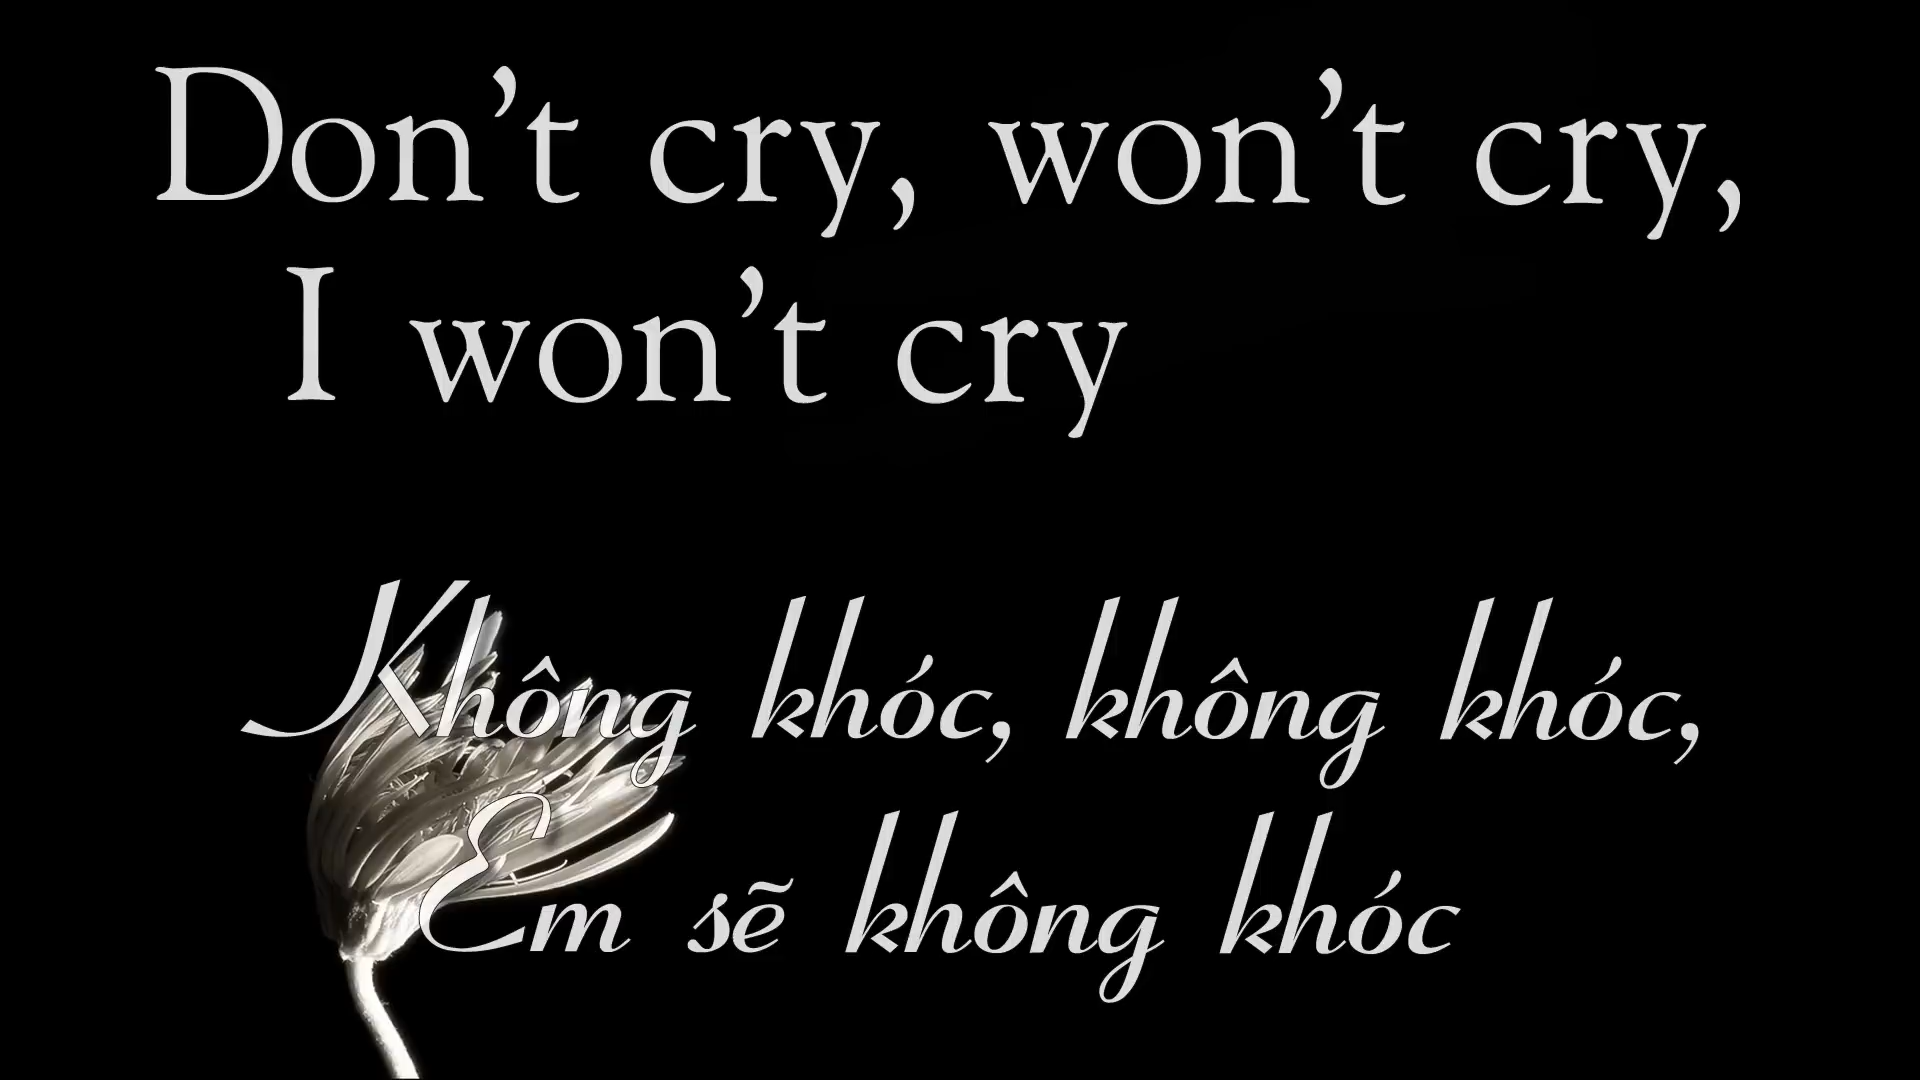 Don’t cry, won’t cry,
I won’t cry
Không khóc, không khóc,
Em sẽ không khóc